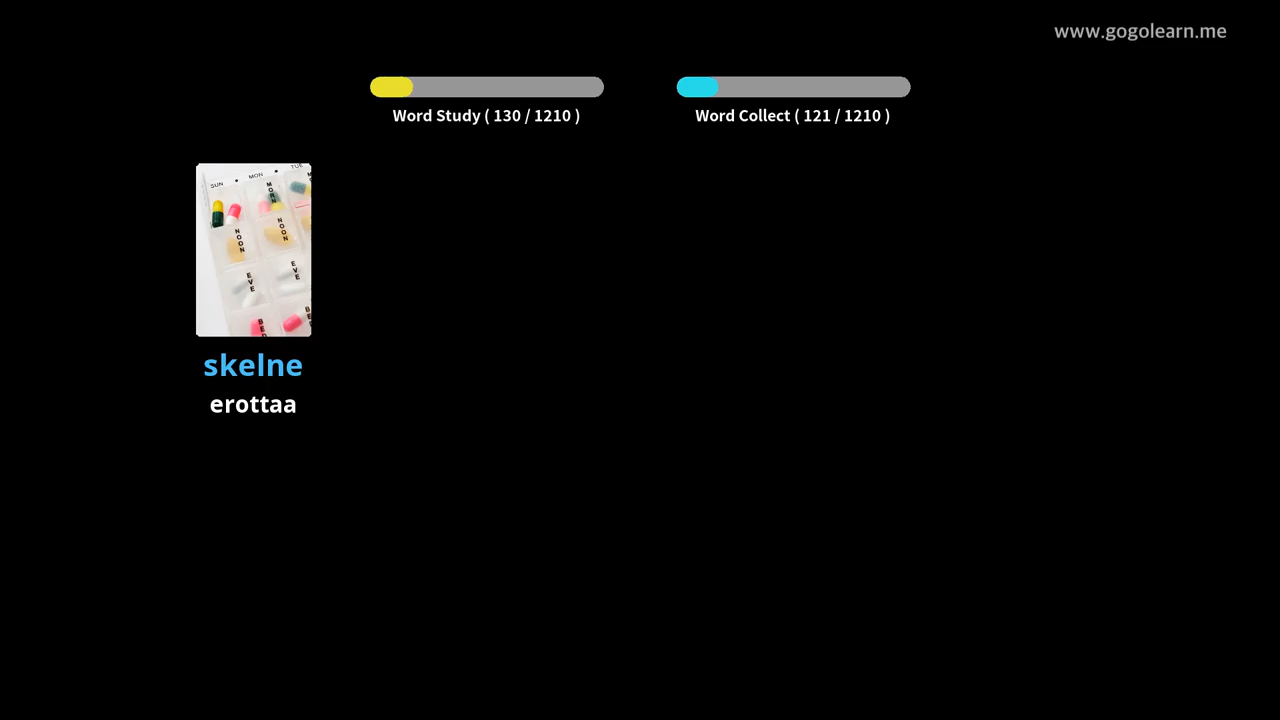 www.gogolearn.me
Word Study ( 130 / 1210 )
Word Collect ( 121 / 1210 )
SUN • MON • TUE
MORN
NOON
NOON
EVE
EVE
BED
skelne
erottaa